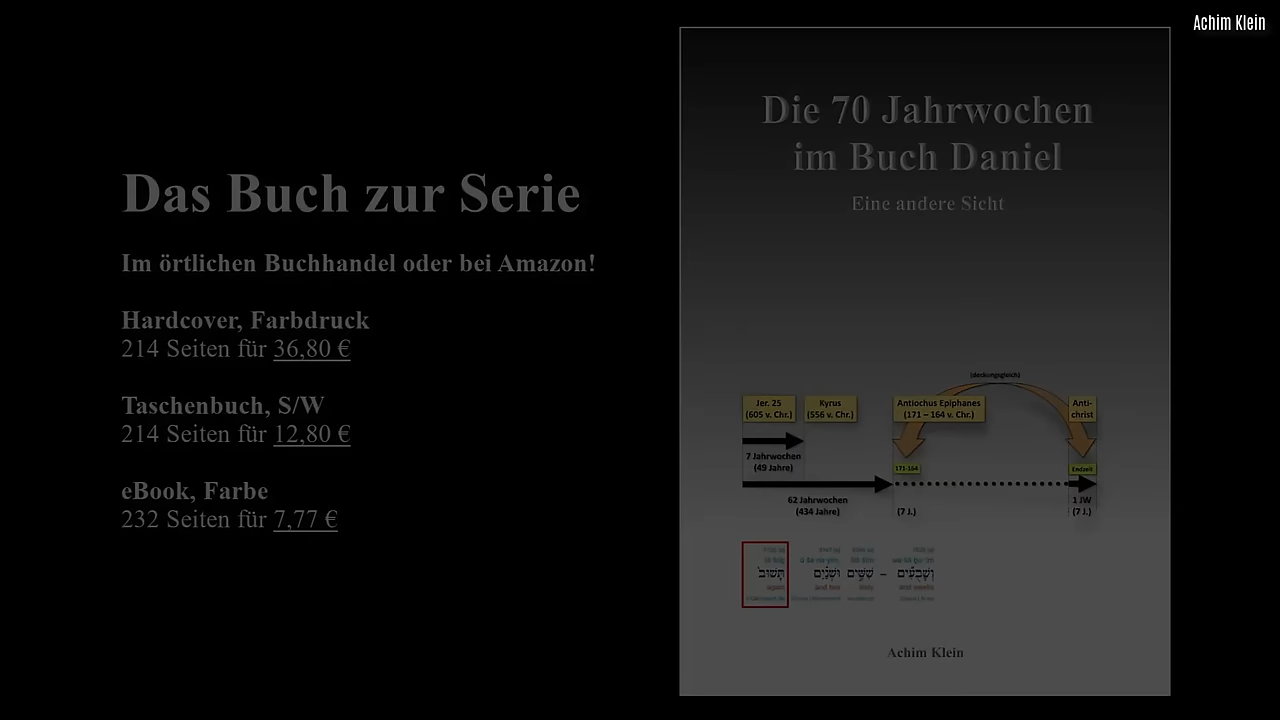 Achim Klein
Das Buch zur Serie
Im örtlichen Buchhandel oder bei Amazon!
Hardcover, Farbdruck
214 Seiten für 36,80 €
Taschenbuch, S/W
214 Seiten für 12,80 €
eBook, Farbe
232 Seiten für 7,77 €
Die 70 Jahrwochen
im Buch Daniel
Eine andere Sicht
(deckungsgleich)
Jer. 25
(605 v. Chr.)
Kyrus
(556 v. Chr.)
Antiochus Epiphanes
(171 – 164 v. Chr.)
Anti-
christ
7 Jahrwochen
(49 Jahre)
171-164
Endzeit
62 Jahrwochen
(434 Jahre)
(7 J.)
1 JW
(7 J.)
Achim Klein